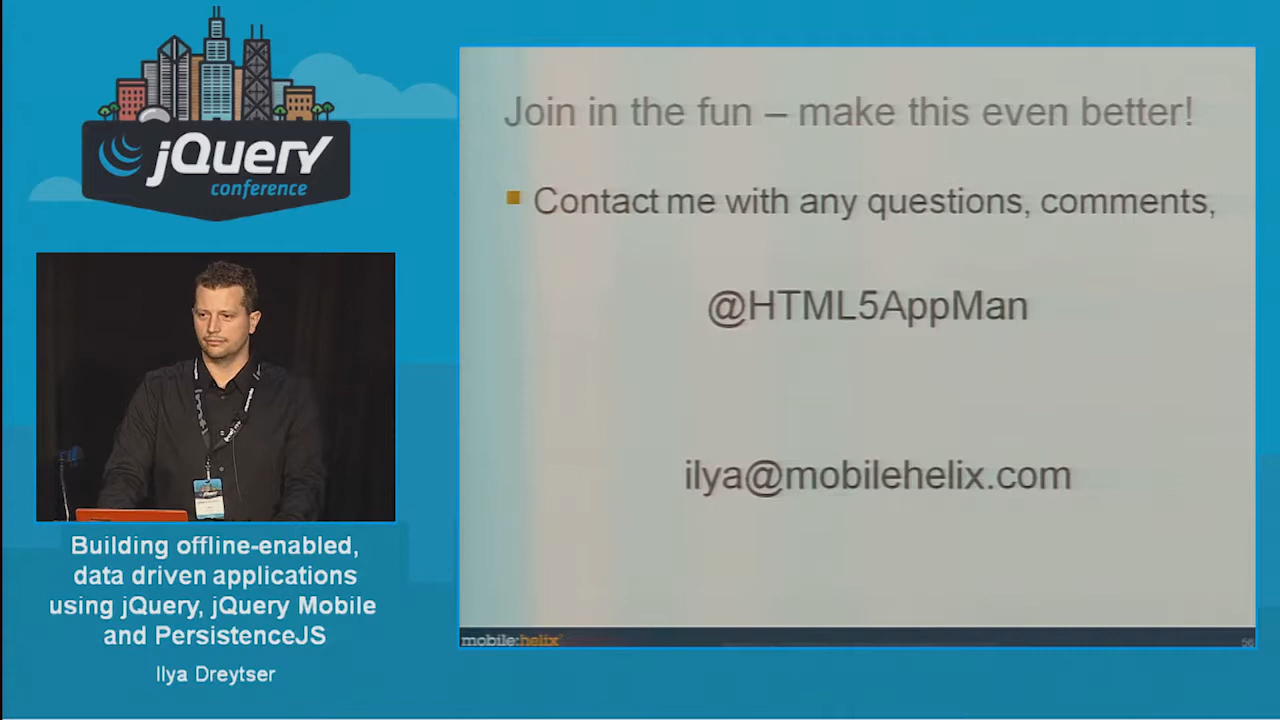 jQuery
conference
Join in the fun – make this even better!
Contact me with any questions, comments,
@HTML5AppMan
ilya@mobilehelix.com
mobile:helix
Building offline-enabled,
data driven applications
using jQuery, jQuery Mobile
and PersistenceJS
Ilya Dreytser